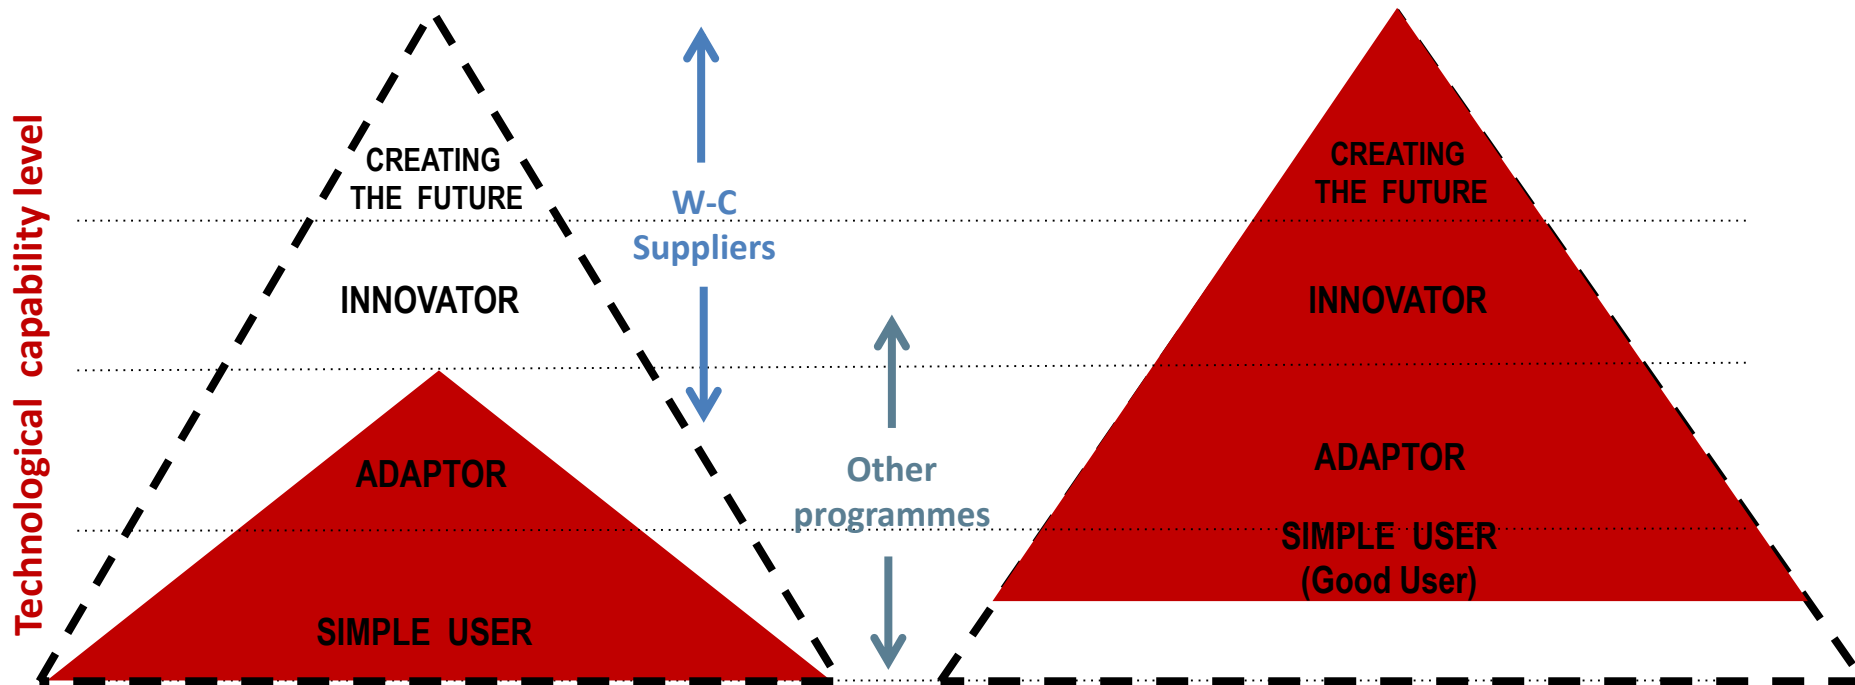 Technological capability level
CREATING
THE FUTURE
INNOVATOR
ADAPTOR
SIMPLE USER
W-C
Suppliers
Other
programmes
CREATING
THE FUTURE
INNOVATOR
ADAPTOR
SIMPLE USER
(Good User)